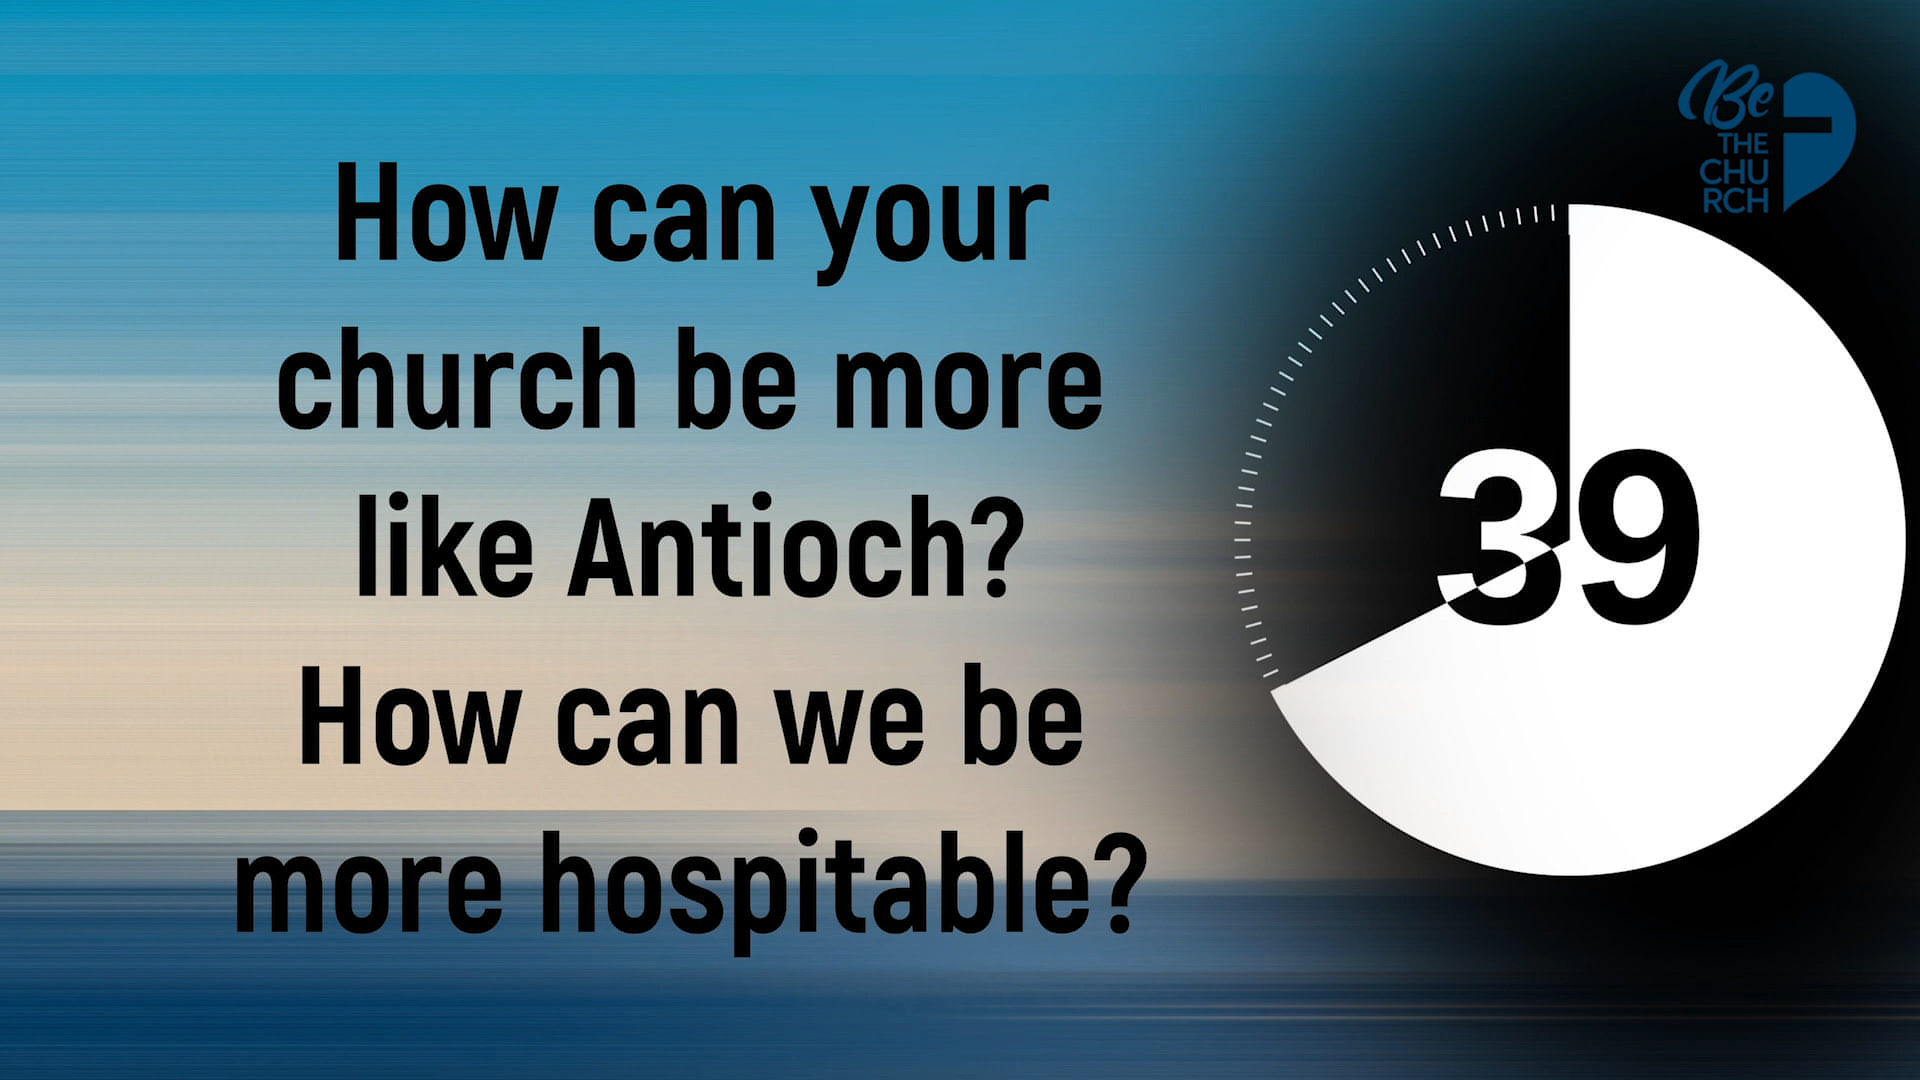 How can your
church be more
like Antioch?
How can we be
more hospitable?
39
Be
THE
CHU
RCH